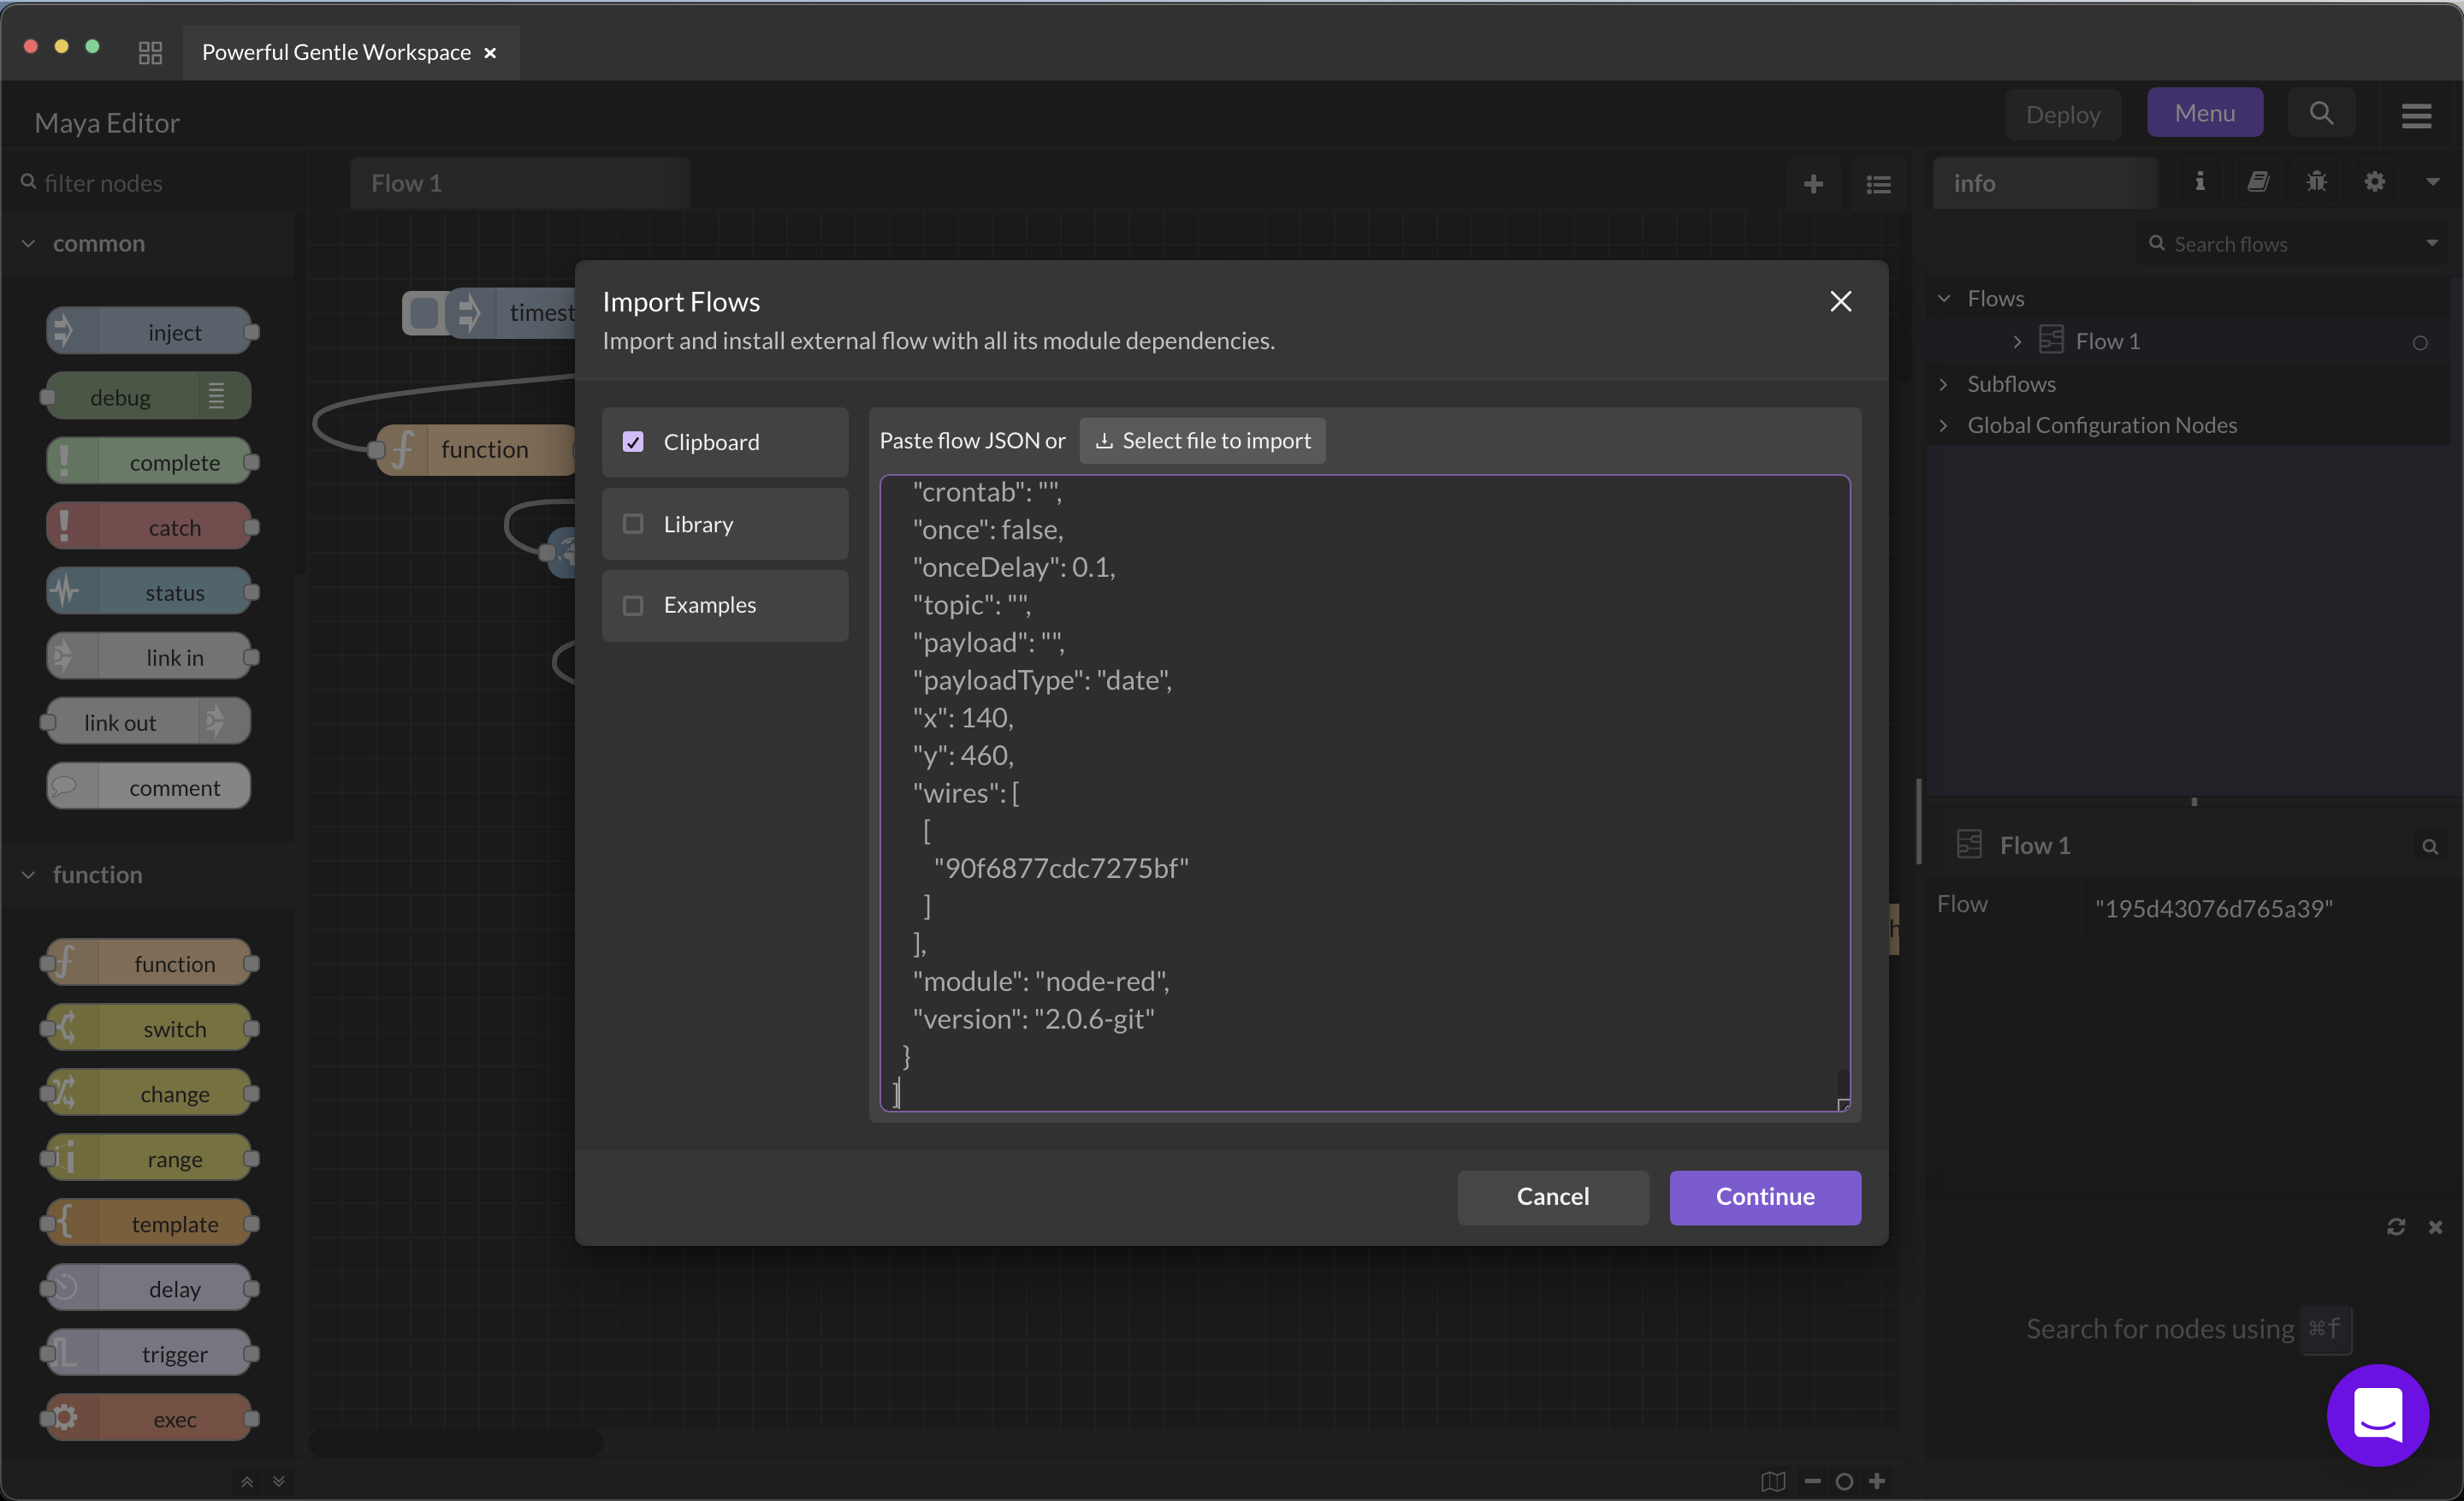 Powerful Gentle Workspace
Maya Editor
Deploy
Menu
filter nodes
Flow 1
info
common
Search flows
inject
debug
complete
catch
status
link in
link out
comment
function
function
switch
change
range
template
delay
trigger
exec
timest
function
Import Flows
Import and install external flow with all its module dependencies.
Clipboard
Library
Examples
Paste flow JSON or
Select file to import
"crontab": "",
"once": false,
"onceDelay": 0.1,
"topic": "",
"payload": "",
"payloadType": "date",
"x": 140,
"y": 460,
"wires": [
[
"90f6877cdc7275bf"
]
],
"module": "node-red",
"version": "2.0.6-git"
}
]
Cancel
Continue
Flows
Flow 1
Subflows
Global Configuration Nodes
Flow 1
Flow
"195d43076d765a39"
Search for nodes using ⌘f